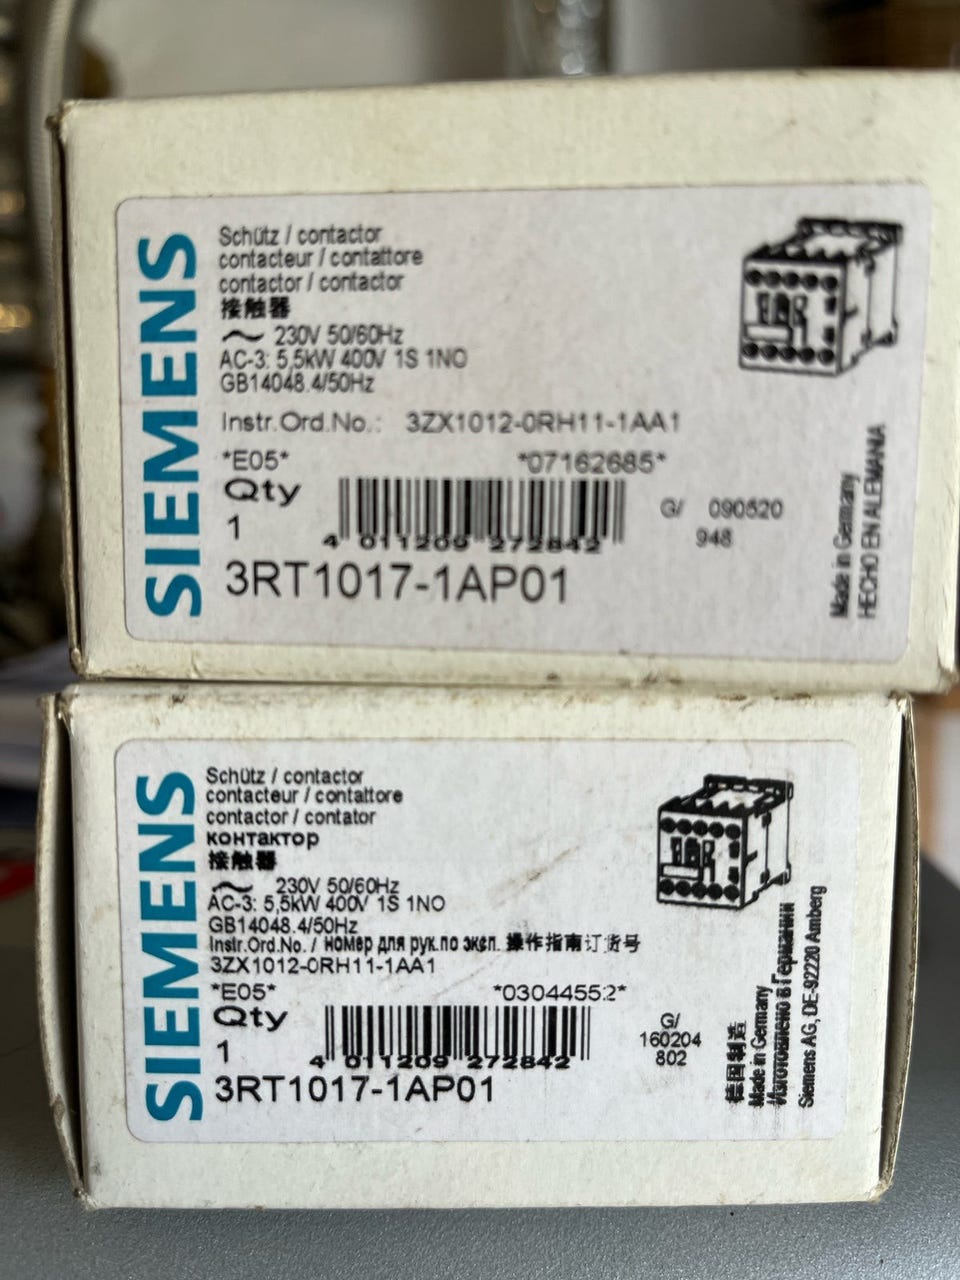 SIEMENS
Schütz / contactor
contacteur / contattore
contactor / contactor
接触器
～ 230V 50/60Hz
AC-3: 5,5kW 400V 1S 1NO
GB14048.4/50Hz
Instr.Ord.No.: 3ZX1012-0RH11-1AA1
*E05* *07162685*
Qty
1
4 011209 272842
G/ 090520
948
3RT1017-1AP01
Made in Germany
HECHO EN ALEMANIA
SIEMENS
Schütz / contactor
contacteur / contattore
contactor / contator
контактор
接触器
～ 230V 50/60Hz
AC-3: 5,5kW 400V 1S 1NO
GB14048.4/50Hz
Instr.Ord.No. / номер для рук.по эксп. 操作指南订货号
3ZX1012-0RH11-1AA1
*E05* *03044552*
Qty
1
4 011209 272842
G/
160204
802
3RT1017-1AP01
德国制造
Made in Germany
Изготовлено в Германии
Siemens AG, DE-92220 Amberg